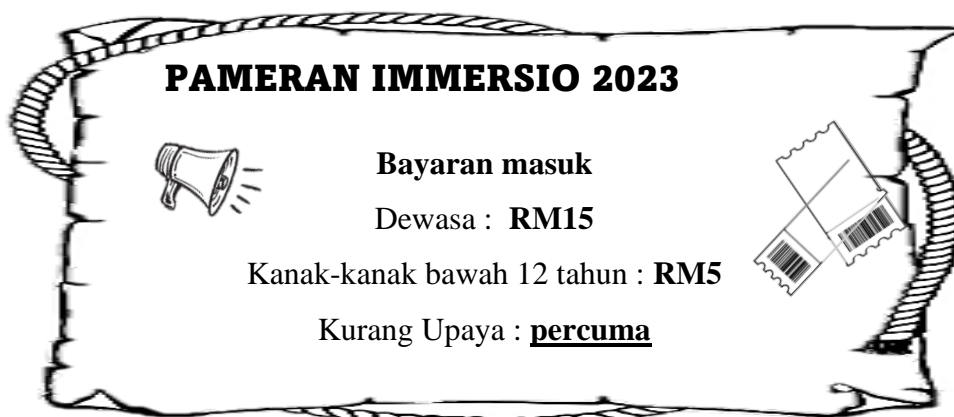 PAMERAN IMMERSIO 2023
Bayaran masuk
Dewasa : RM15
Kanak-kanak bawah 12 tahun : RM5
Kurang Upaya : percuma